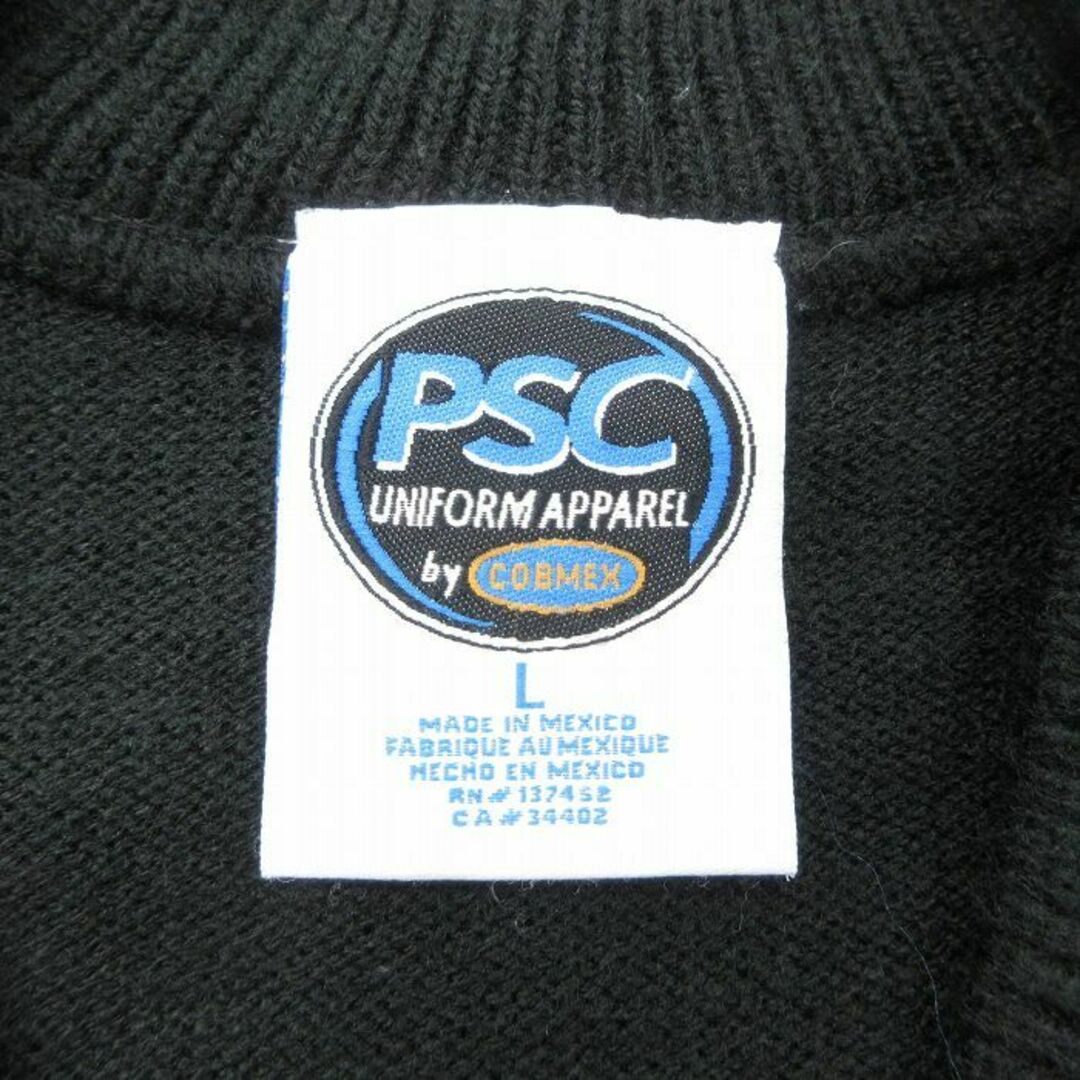 PSC
UNIFORM APPAREL
by COBMEX
L
MADE IN MEXICO
FABRIQUE AU MEXIQUE
HECHO EN MEXICO
RN# 137452
CA# 34402